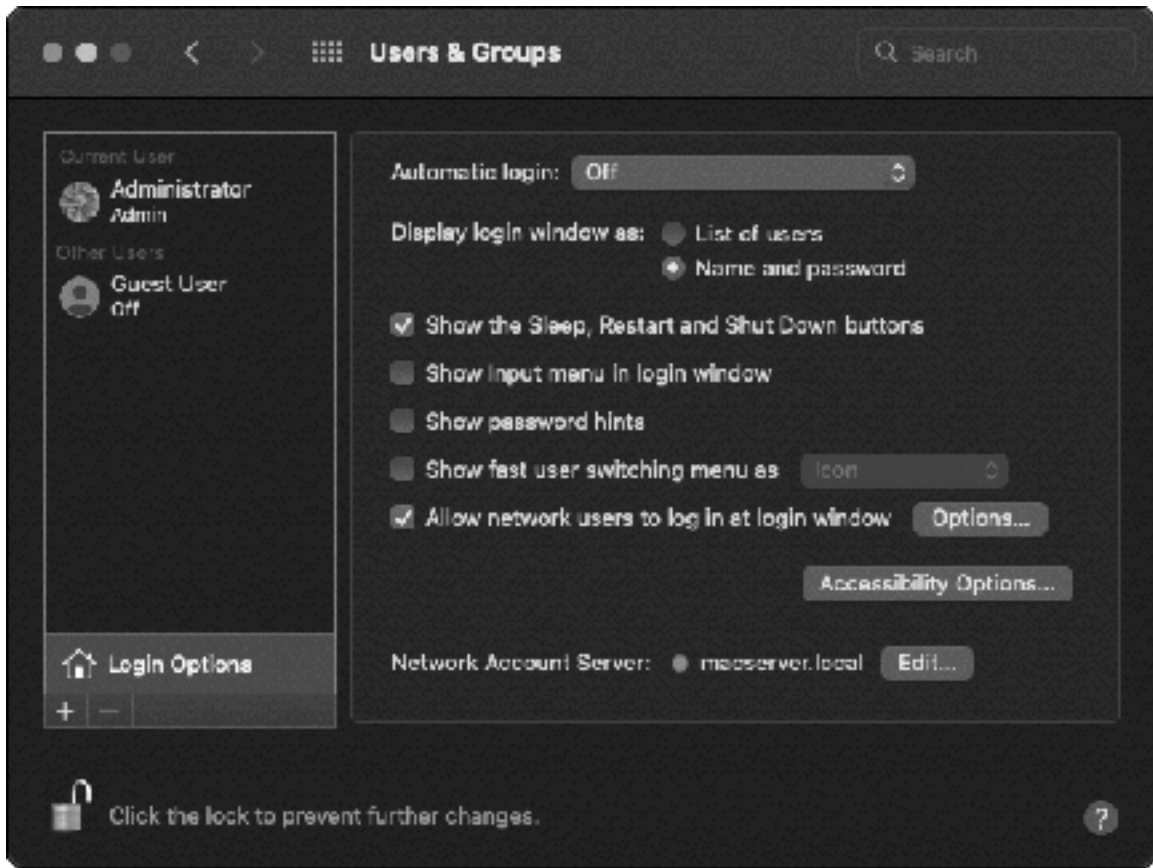 Users & Groups
Search
Current User
Administrator
Admin
Other Users
Guest User
Off
Login Options
+ −
Automatic login: Off
Display login window as: List of users
Name and password
Show the Sleep, Restart and Shut Down buttons
Show Input menu in login window
Show password hints
Show fast user switching menu as Icon
Allow network users to log in at login window Options...
Accessibility Options...
Network Account Server: macserver.local Edit...
Click the lock to prevent further changes.
?